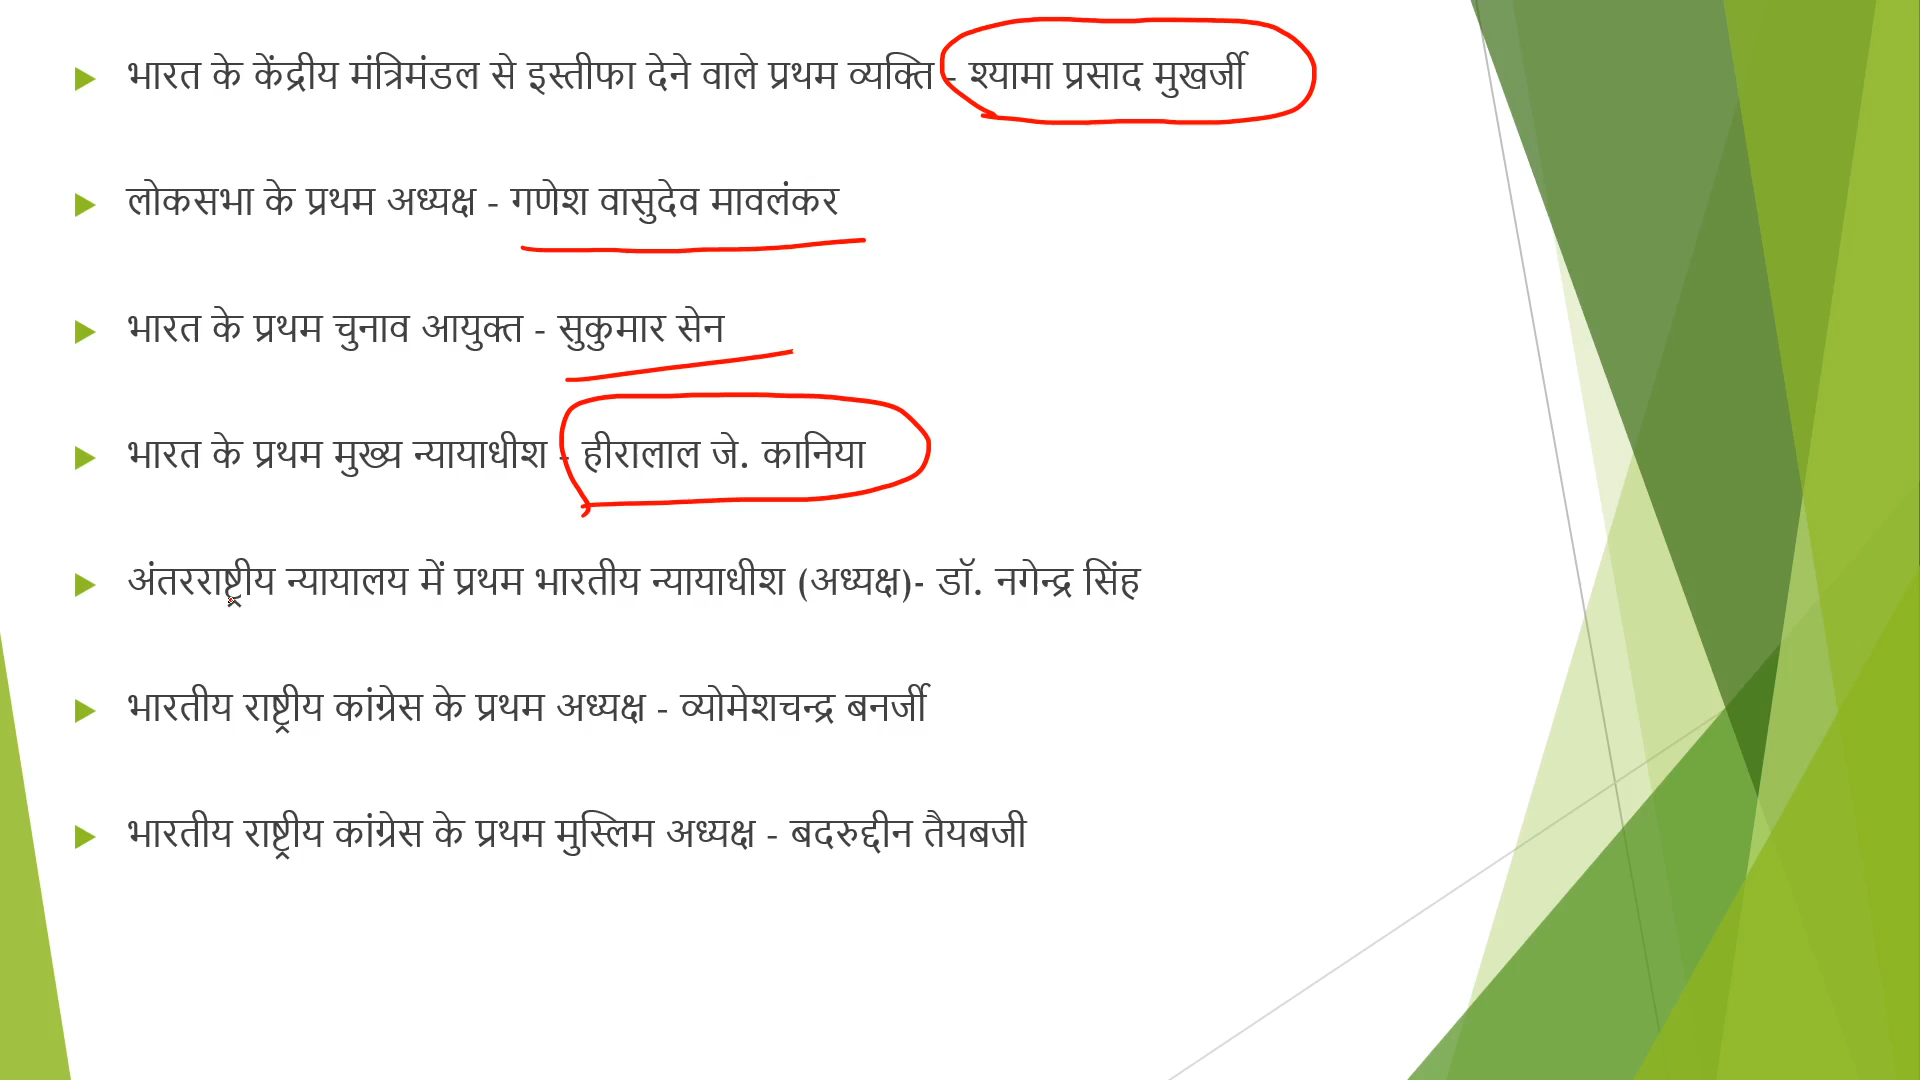 भारत के केंद्रीय मंत्रिमंडल से इस्तीफा देने वाले प्रथम व्यक्ति - श्यामा प्रसाद मुखर्जी
लोकसभा के प्रथम अध्यक्ष - गणेश वासुदेव मावलंकर
भारत के प्रथम चुनाव आयुक्त - सुकुमार सेन
भारत के प्रथम मुख्य न्यायाधीश - हीरालाल जे. कानिया
अंतरराष्ट्रीय न्यायालय में प्रथम भारतीय न्यायाधीश (अध्यक्ष)- डॉ. नगेन्द्र सिंह
भारतीय राष्ट्रीय कांग्रेस के प्रथम अध्यक्ष - व्योमेशचन्द्र बनर्जी
भारतीय राष्ट्रीय कांग्रेस के प्रथम मुस्लिम अध्यक्ष - बदरुद्दीन तैयबजी